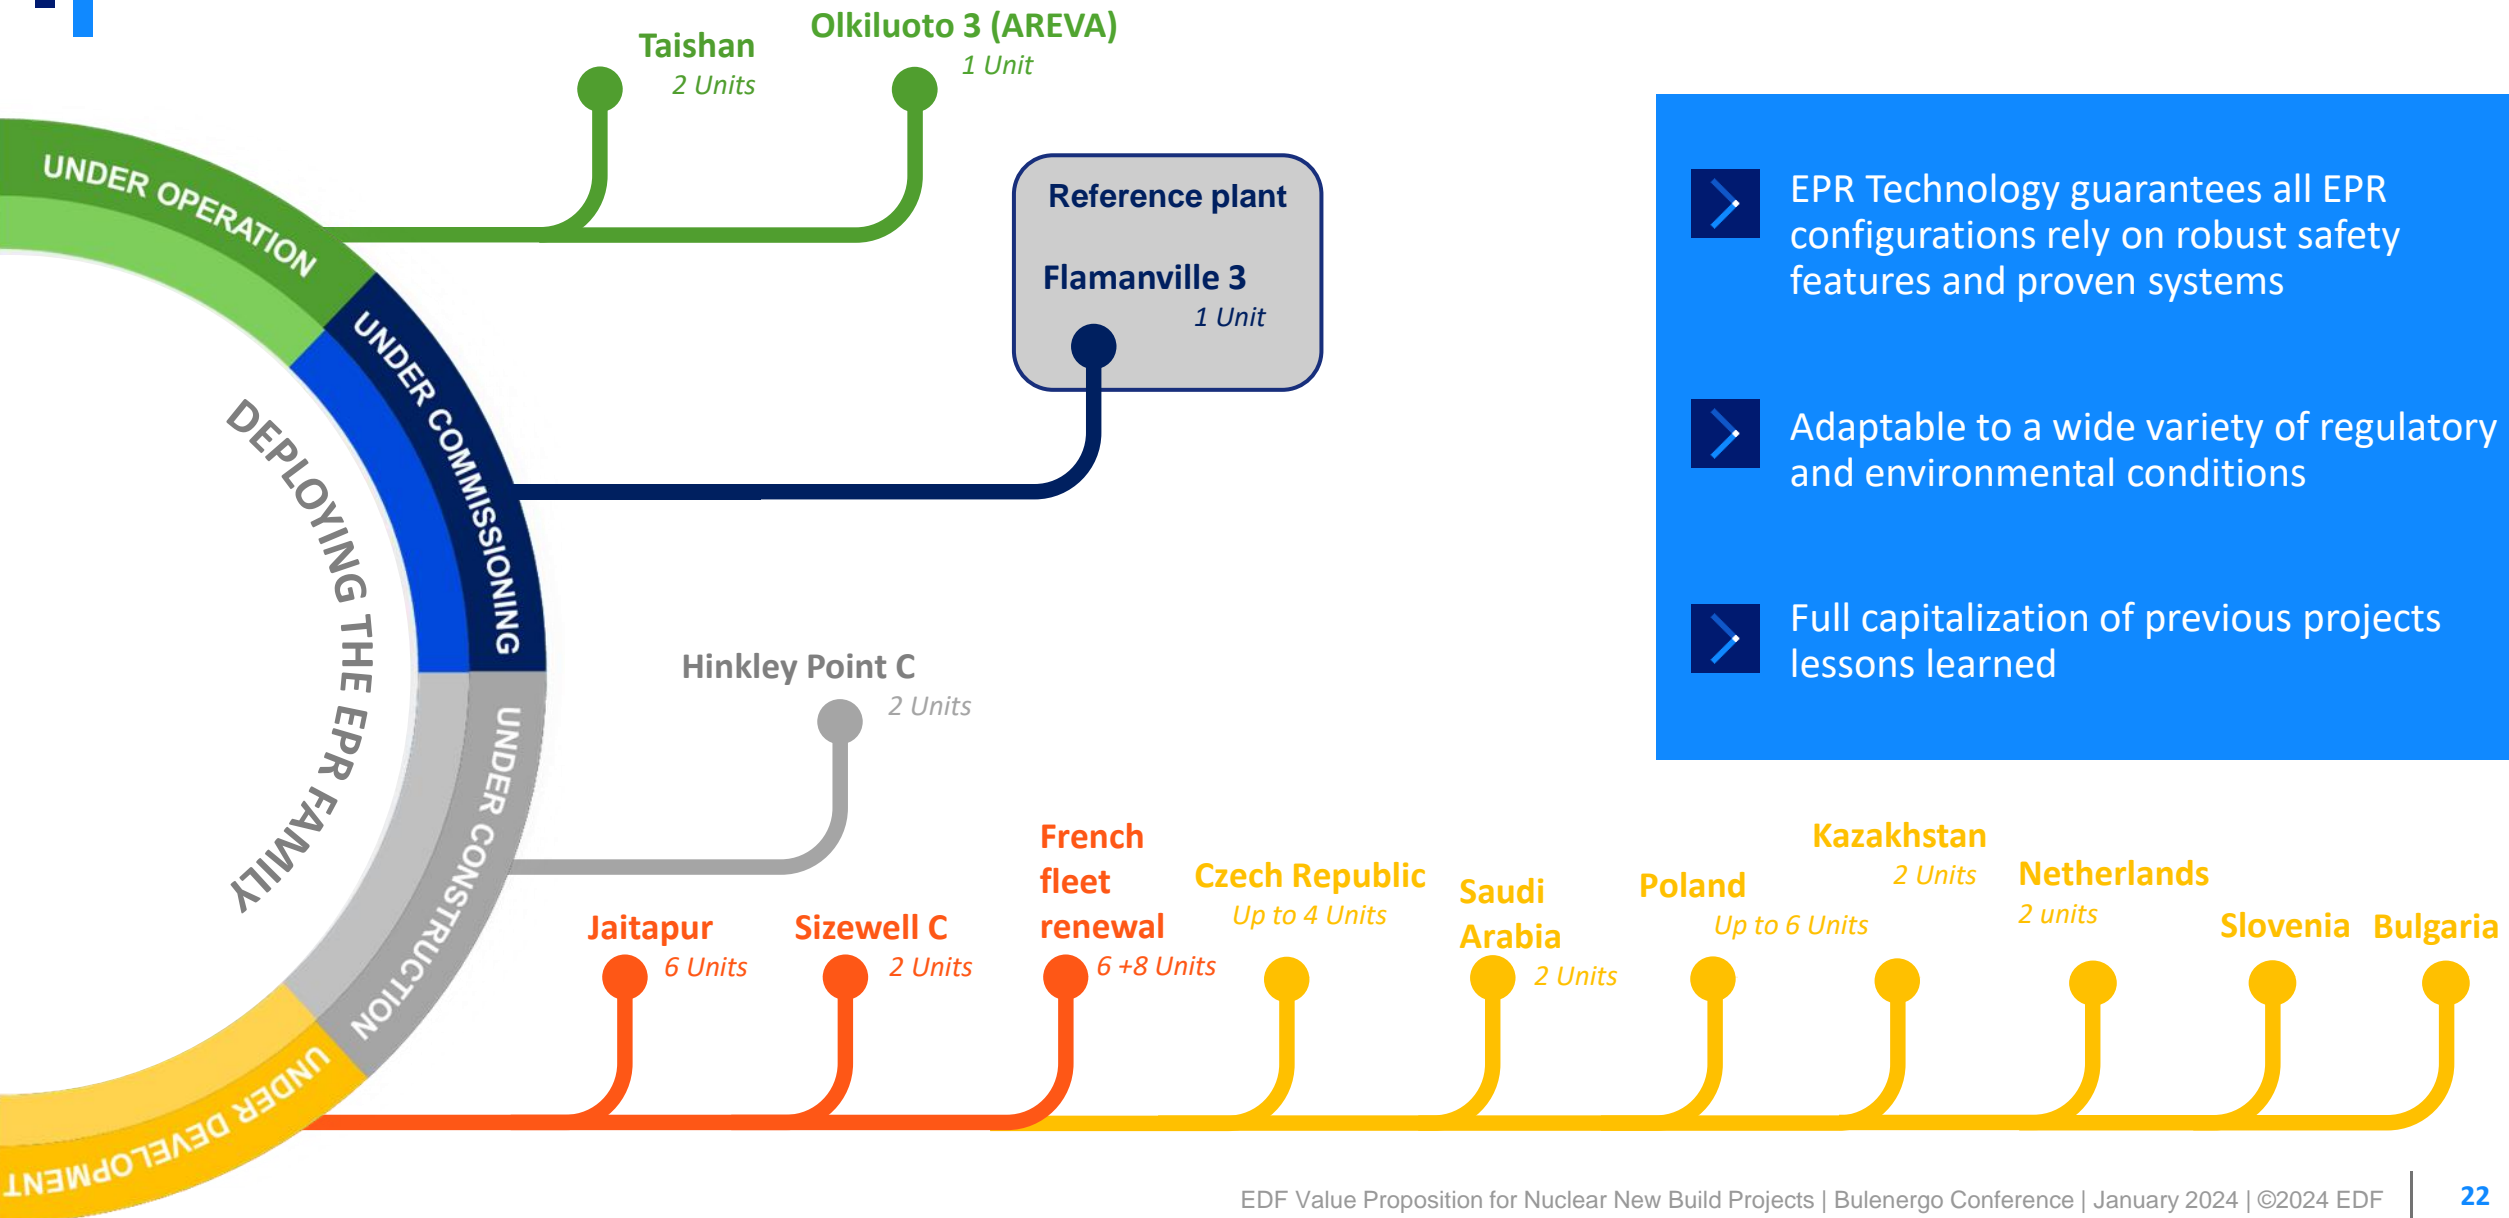 Taishan
2 Units
Olkiluoto 3 (AREVA)
1 Unit
UNDER OPERATION
Reference plant
Flamanville 3
1 Unit
UNDER COMMISSIONING
DEPLOYING THE EPR FAMILY
Hinkley Point C
2 Units
UNDER CONSTRUCTION
UNDER DEVELOPMENT
Jaitapur
6 Units
Sizewell C
2 Units
French
fleet
renewal
6 +8 Units
Czech Republic
Up to 4 Units
Saudi
Arabia
2 Units
Poland
Up to 6 Units
Kazakhstan
2 Units
Netherlands
2 units
Slovenia
Bulgaria
EPR Technology guarantees all EPR
configurations rely on robust safety
features and proven systems
Adaptable to a wide variety of regulatory
and environmental conditions
Full capitalization of previous projects
lessons learned
EDF Value Proposition for Nuclear New Build Projects | Bulenergo Conference | January 2024 | ©2024 EDF
22